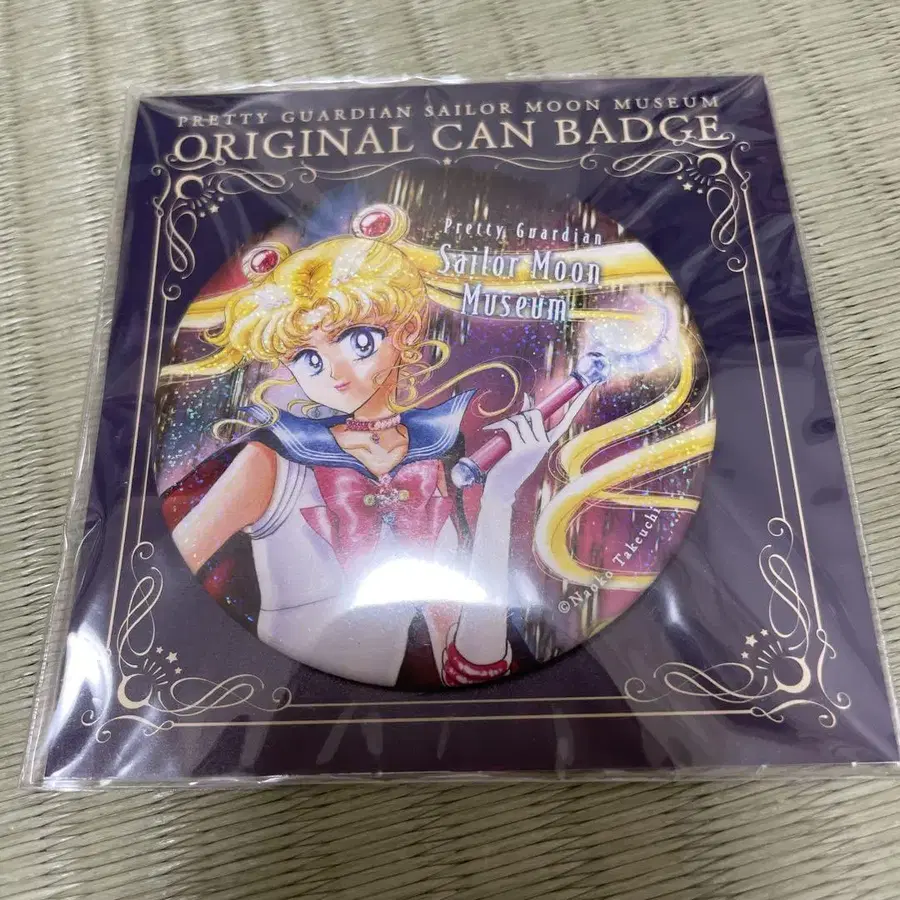 PRETTY GUARDIAN SAILOR MOON MUSEUM
ORIGINAL CAN BADGE
Pretty Guardian
Sailor Moon
Museum
©Naoko Takeuchi